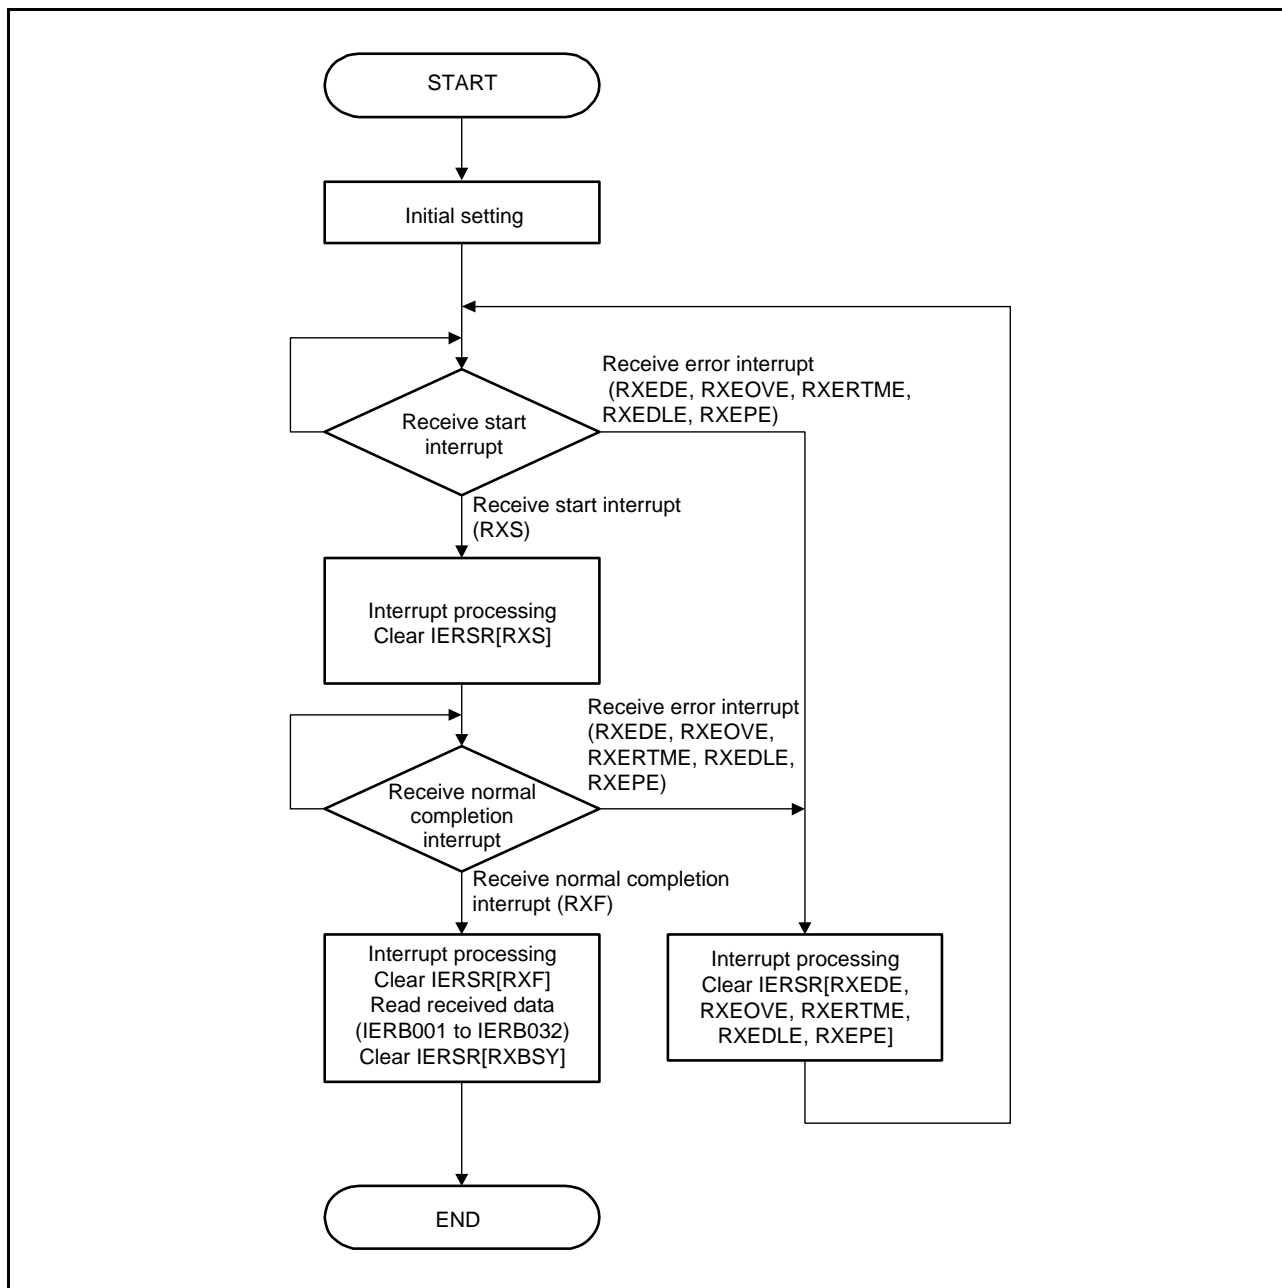 START
Initial setting
Receive error interrupt
(RXEDE, RXEOVE, RXERTME,
RXEDLE, RXEPE)
Receive start
interrupt
Receive start interrupt
(RXS)
Interrupt processing
Clear IERSR[RXS]
Receive error interrupt
(RXEDE, RXEOVE,
RXERTME, RXEDLE,
RXEPE)
Receive normal
completion
interrupt
Receive normal completion
interrupt (RXF)
Interrupt processing
Clear IERSR[RXF]
Read received data
(IERB001 to IERB032)
Clear IERSR[RXBSY]
Interrupt processing
Clear IERSR[RXEDE,
RXEOVE, RXERTME,
RXEDLE, RXEPE]
END